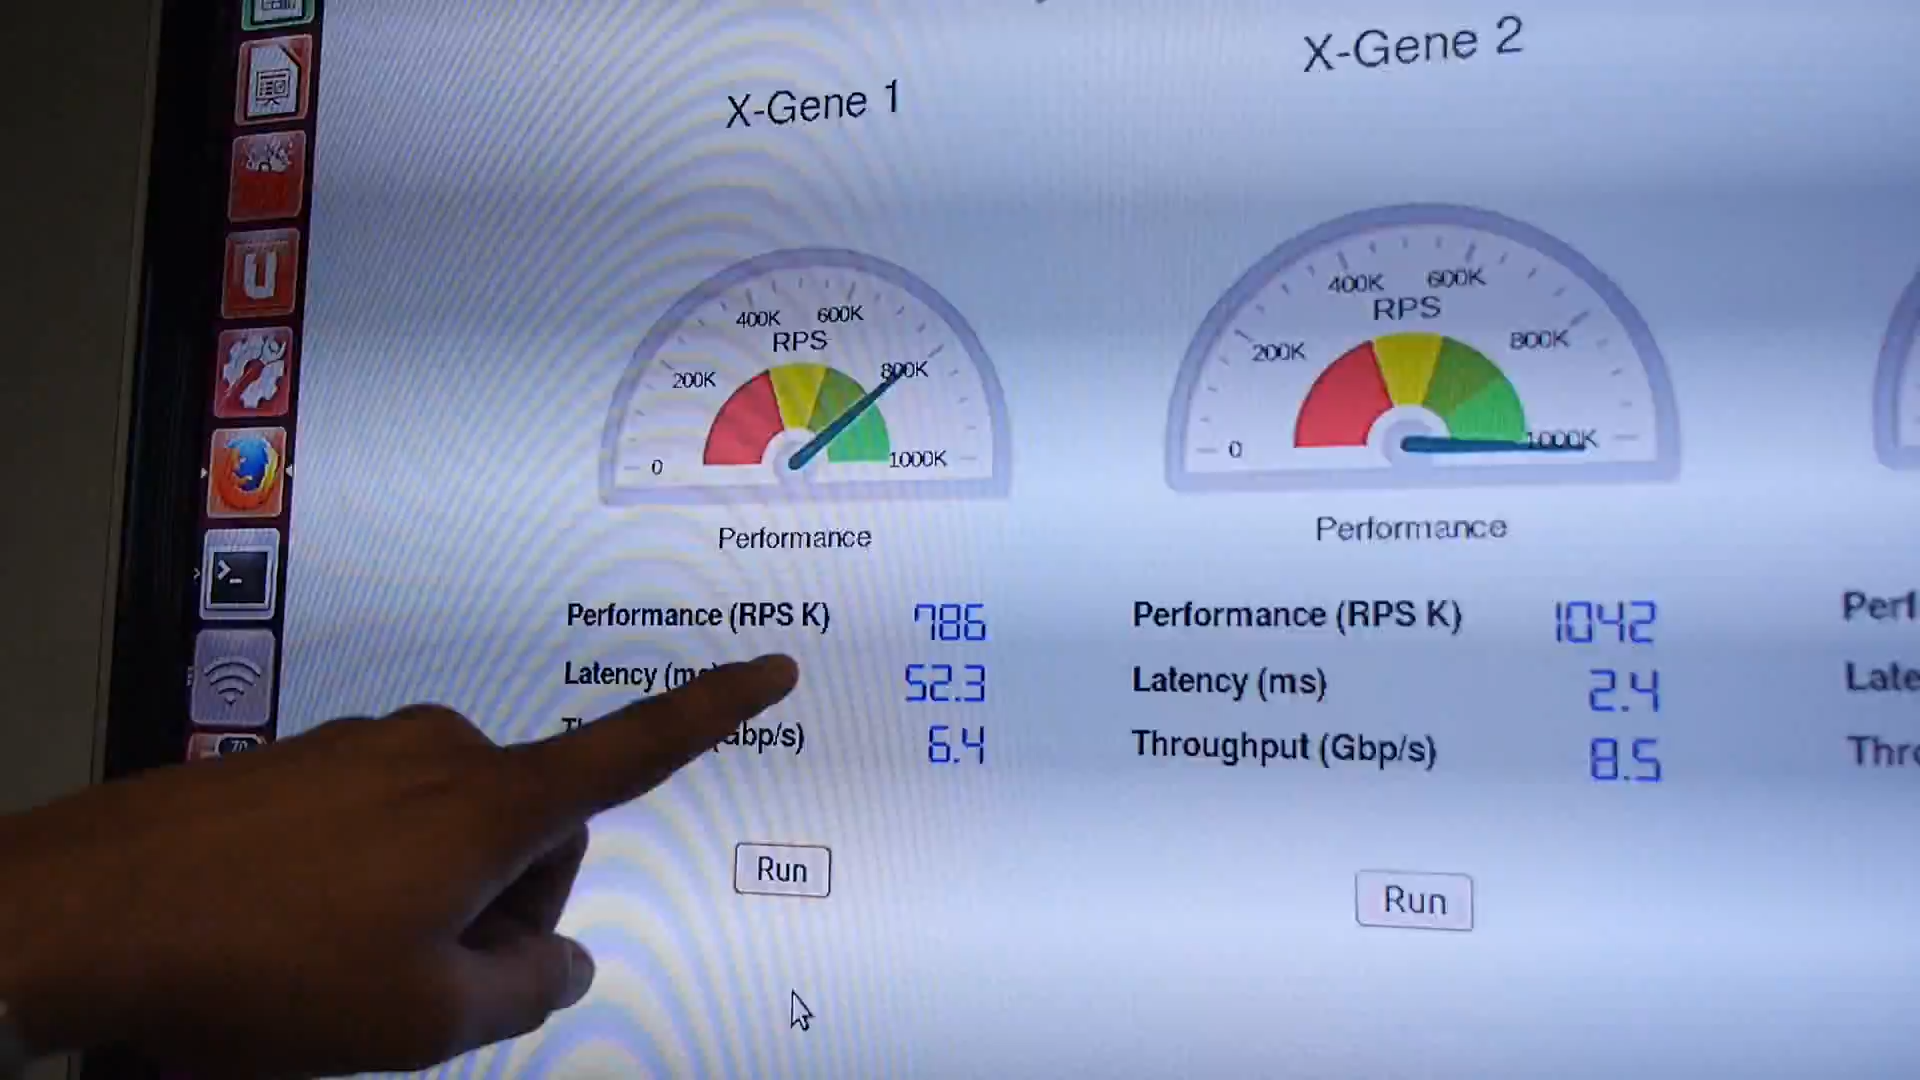 X-Gene 1
400K 600K
RPS
200K 800K
0 1000K
Performance
Performance (RPS K) 786
Latency 52.3
6.4
Run
X-Gene 2
400K 600K
RPS
200K 800K
0 1000K
Performance
Performance (RPS K) 1042
Latency (ms) 2.4
Throughput (Gbp/s) 8.5
Run
Perf
Late
Thro